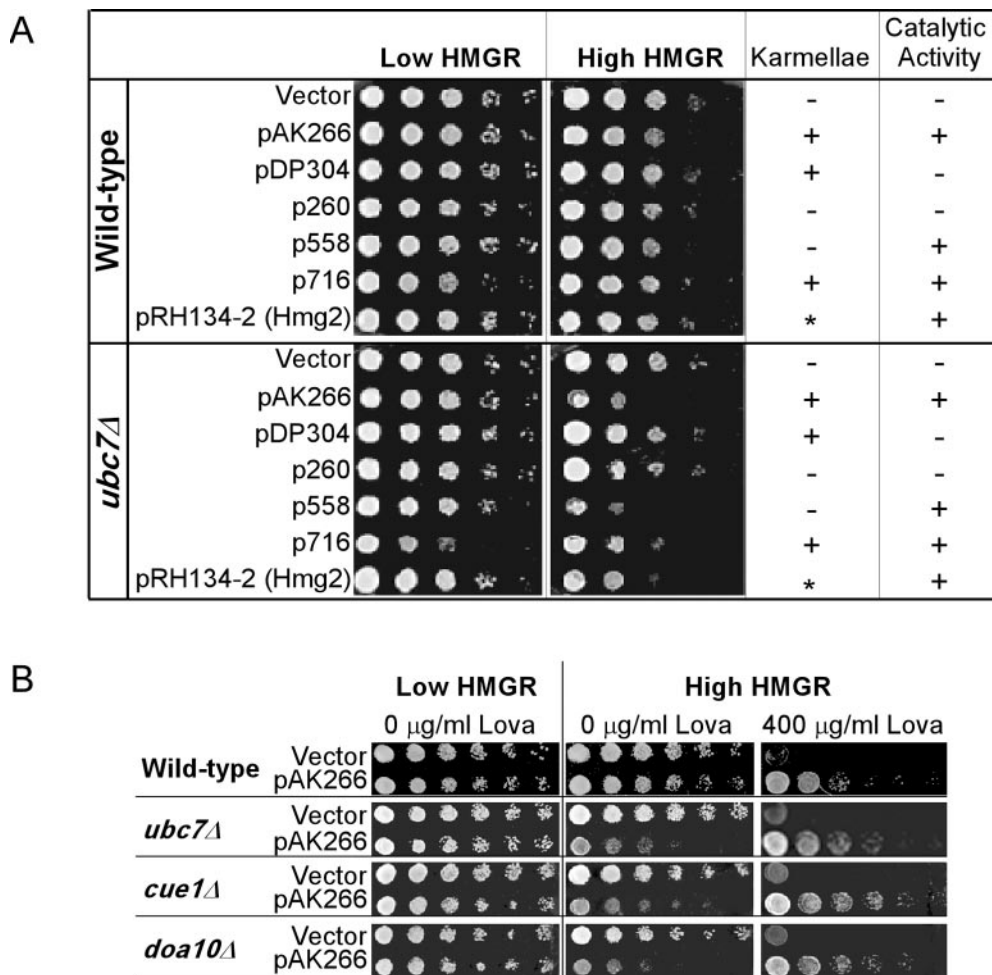 A
Low HMGR High HMGR Karmellae Catalytic Activity
Wild-type
Vector - -
pAK266 + +
pDP304 + -
p260 - -
p558 - +
p716 + +
pRH134-2 (Hmg2) * +
ubc7Δ
Vector - -
pAK266 + +
pDP304 + -
p260 - -
p558 - +
p716 + +
pRH134-2 (Hmg2) * +
B
Low HMGR High HMGR
0 μg/ml Lova 0 μg/ml Lova 400 μg/ml Lova
Wild-type
Vector
pAK266
ubc7Δ
Vector
pAK266
cue1Δ
Vector
pAK266
doa10Δ
Vector
pAK266